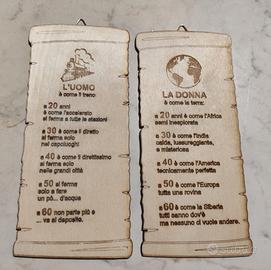 L'UOMO
è come il treno
a 20 anni
è come l'accelerato
si ferma a tutte le stazioni
a 30 è come il diretto
si ferma solo
nei capoluoghi
a 40 è come il direttissimo
si ferma solo
nelle grandi città
a 50 si ferma
solo a fare
un pò... d'acqua
a 60 non parte più e
va al deposito.
LA DONNA
è come la terra:
a 20 anni è come l'Africa
semi inesplorata
a 30 è come l'India
calda, lussureggiante,
e misteriosa
a 40 è come l'America
tecnicamente perfetta
a 50 è come l'Europa
tutta una rovina
a 60 è come la Siberia
tutti sanno dov'è
ma nessuno ci vuole andare.